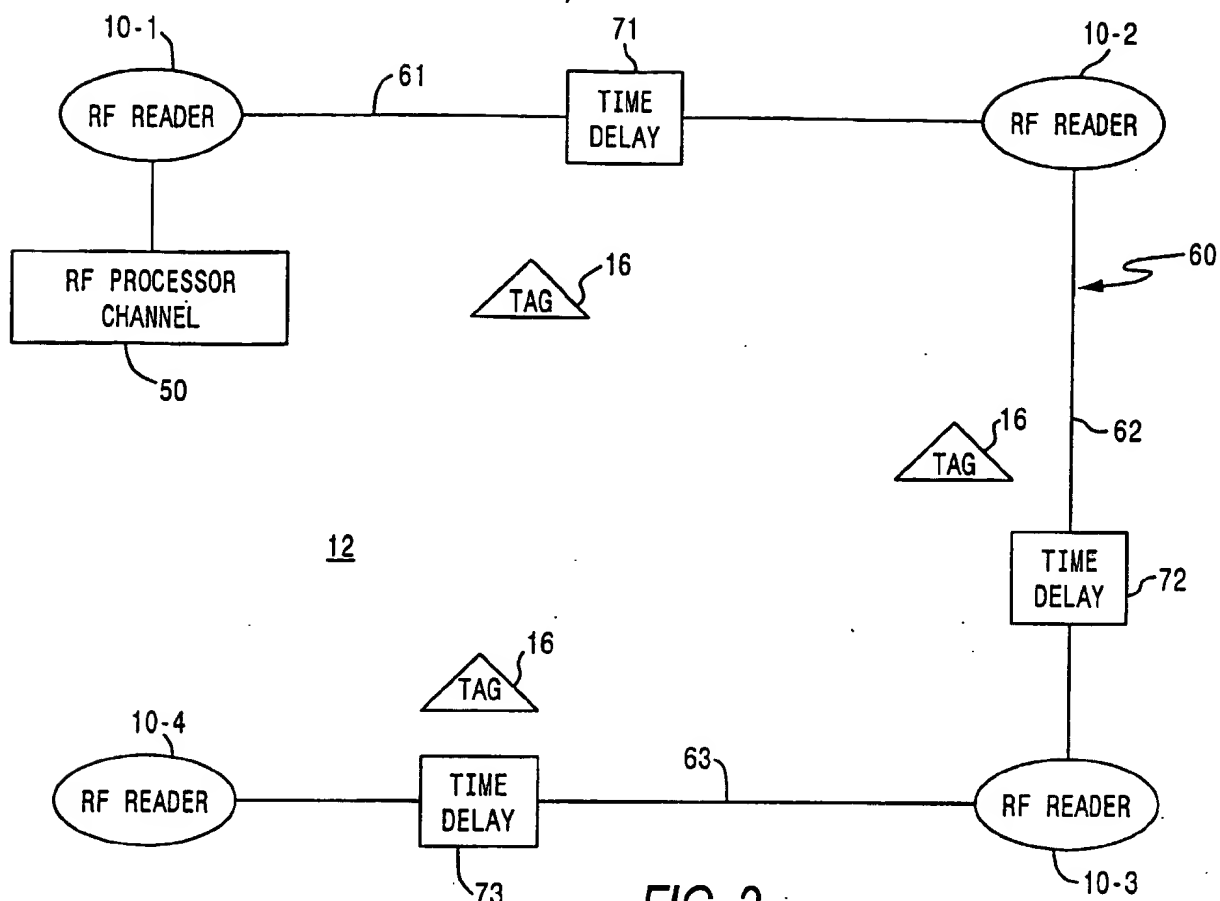 10-1
71
10-2
61
RF READER
TIME
DELAY
RF READER
RF PROCESSOR
CHANNEL
50
16
TAG
60
16
TAG
62
12
TIME
DELAY
72
16
TAG
10-4
63
RF READER
TIME
DELAY
RF READER
73
10-3